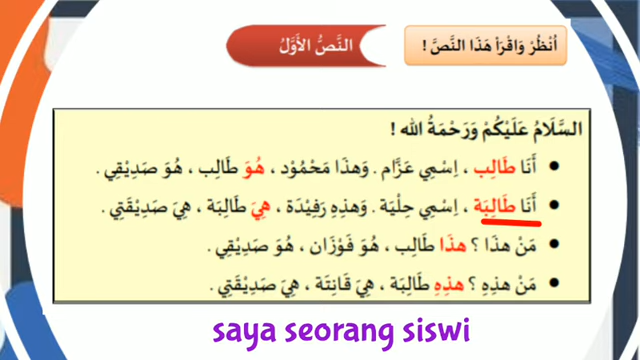 اُنْظُرْ وَاقْرَأْ هَذَا النَّصَّ !
النَّصُّ الأَوَّلُ
السَّلَامُ عَلَيْكُمْ وَرَحْمَةُ الله !
• أَنَا طَالِب ، اِسْمِي عَزَّام . وَهذَا مَحْمُوْد ، هُوَ طَالِب ، هُوَ صَدِيْقِي .
• أَنَا طَالِبَة ، اِسْمِي حِلْيَة . وَهذِهِ رَفِيْدَة ، هِيَ طَالِبَة ، هِيَ صَدِيْقَتِي .
• مَنْ هذَا ؟ هذَا طَالِب ، هُوَ فَوْزَان ، هُوَ صَدِيْقِي .
• مَنْ هذِهِ ؟ هذِهِ طَالِبَة ، هِيَ قَانِتَة ، هِيَ صَدِيْقَتِي .
saya seorang siswi